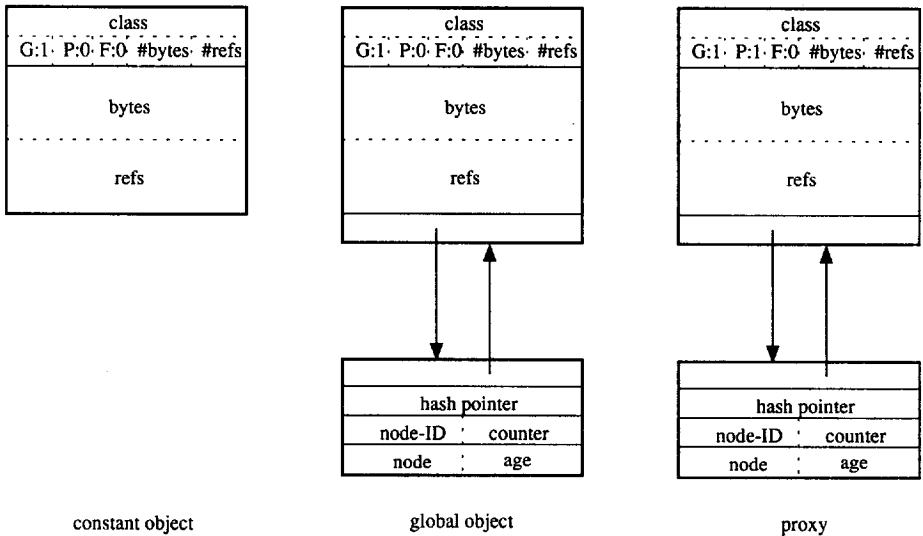 class
G:1 P:0 F:0 #bytes #refs
bytes
refs
constant object
class
G:1 P:0 F:0 #bytes #refs
bytes
refs
hash pointer
node-ID counter
node age
global object
class
G:1 P:1 F:0 #bytes #refs
bytes
refs
hash pointer
node-ID counter
node age
proxy